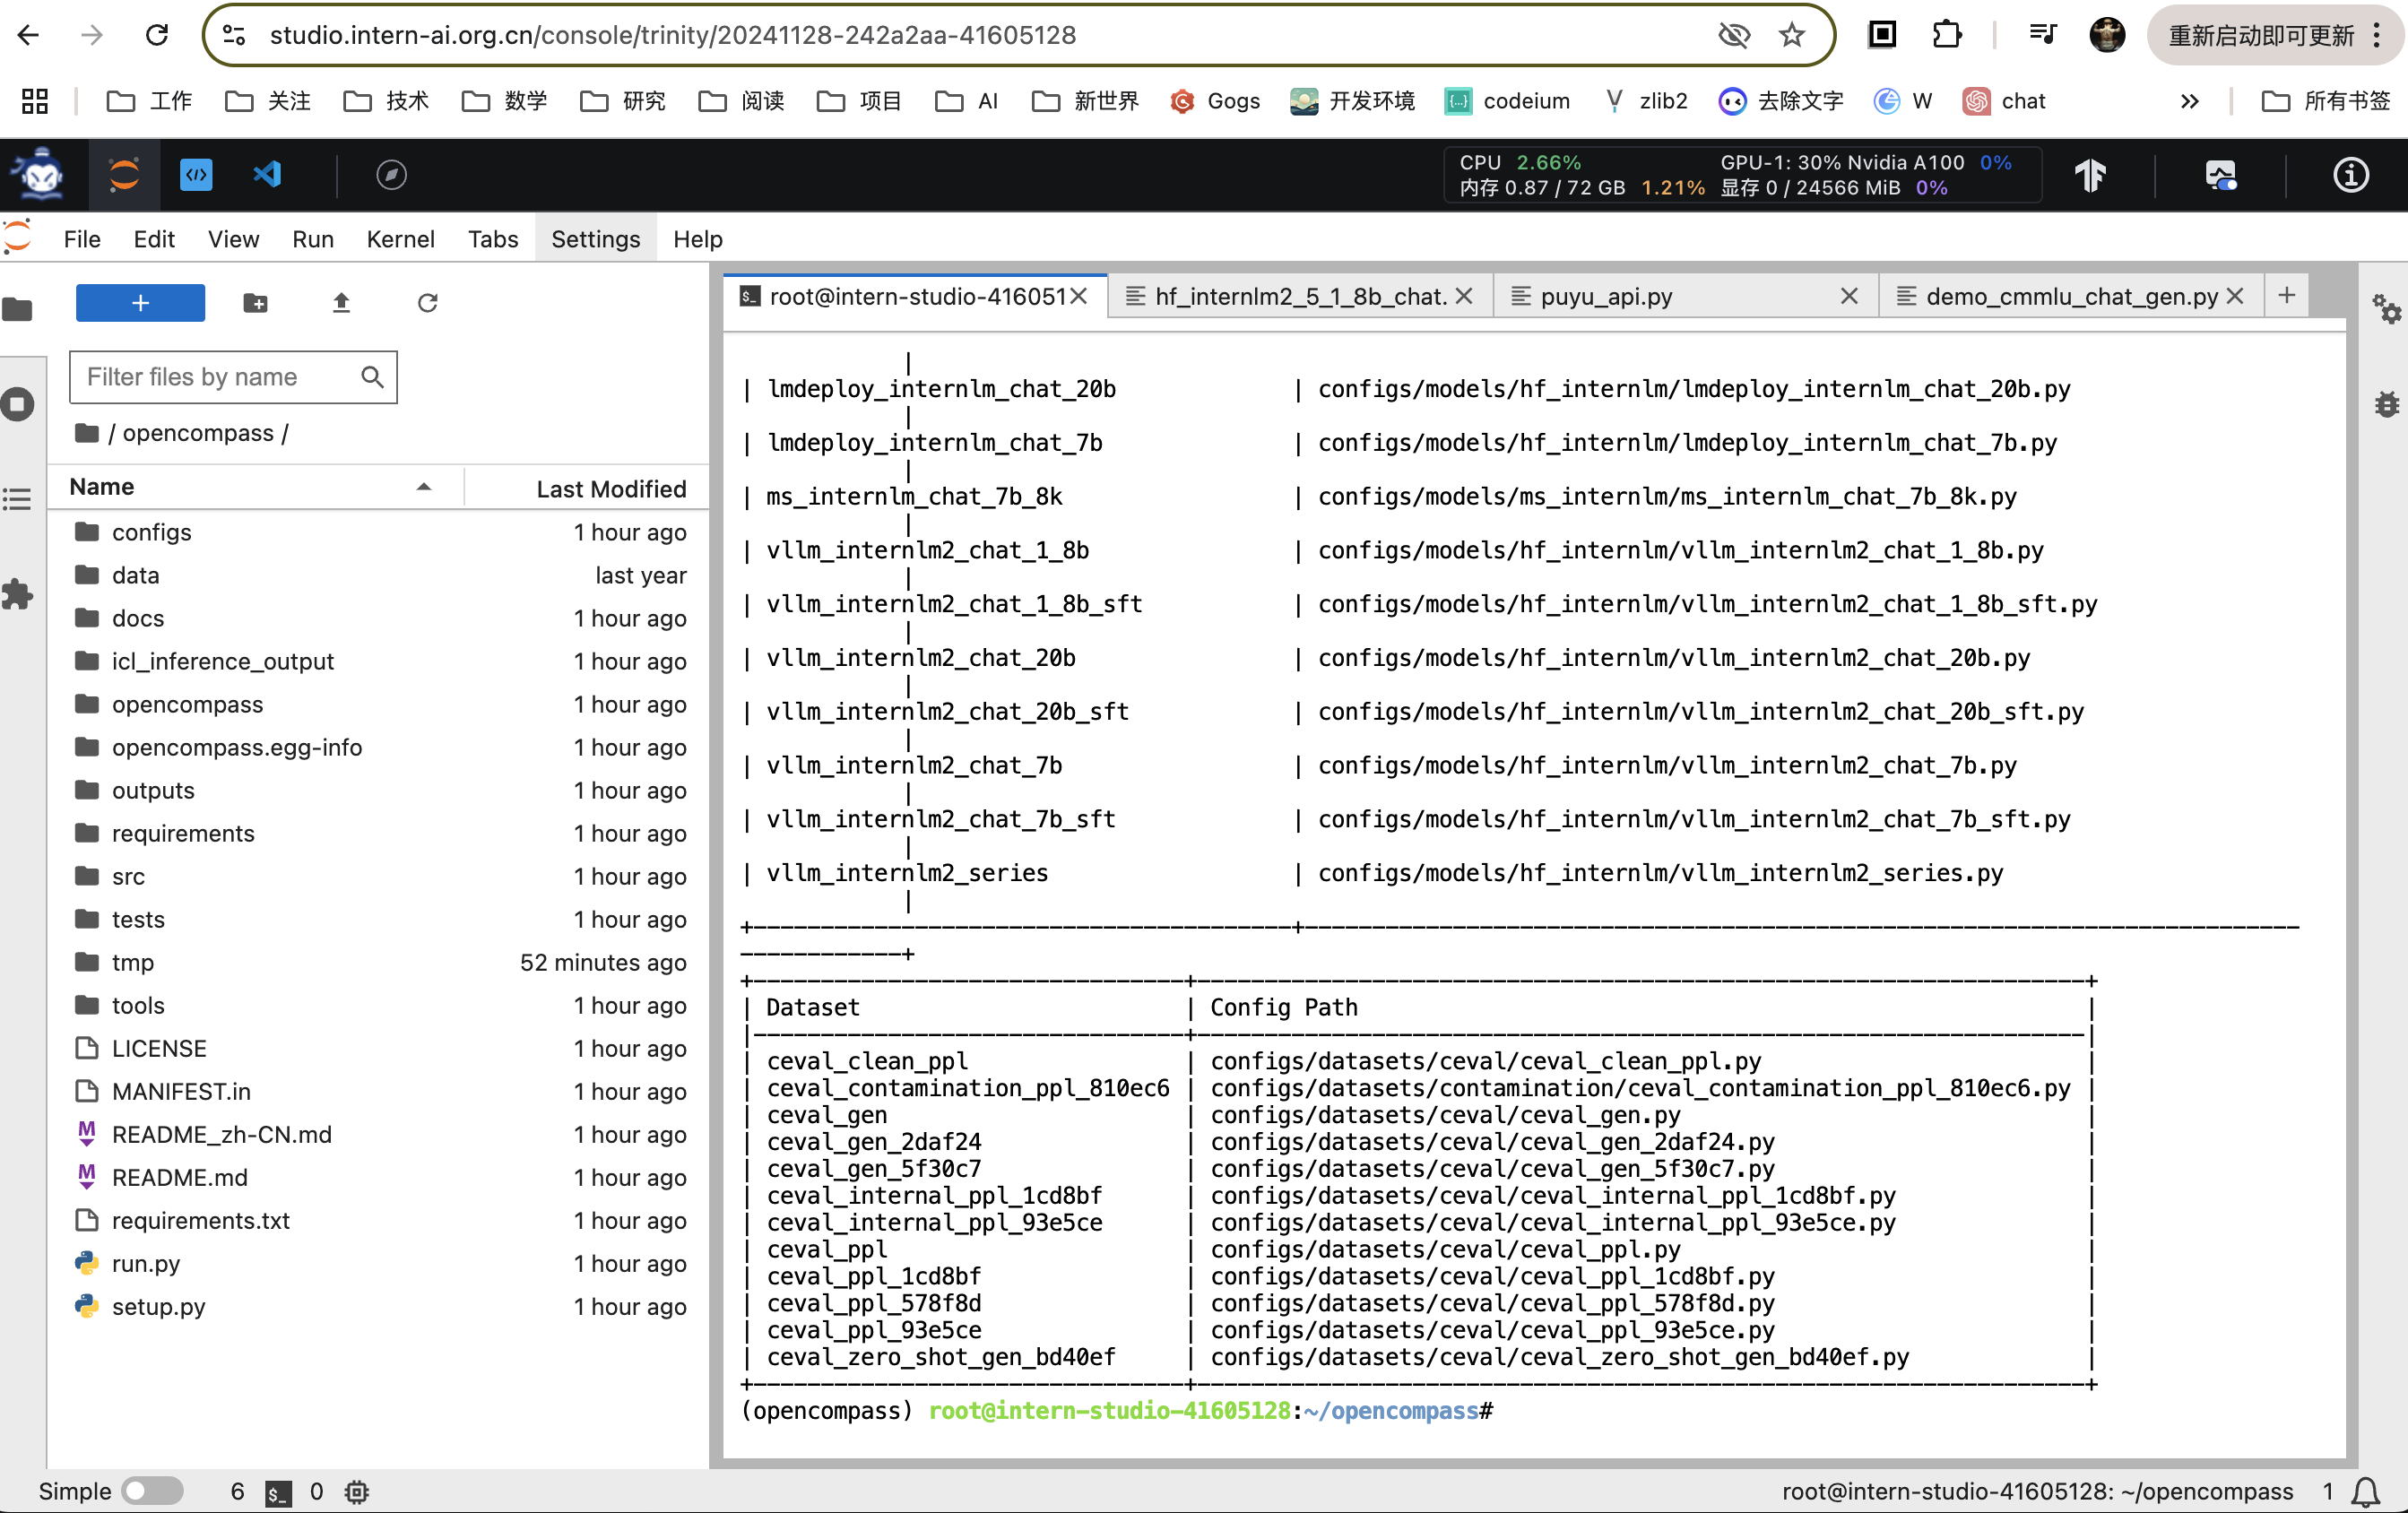 studio.intern-ai.org.cn/console/trinity/20241128-242a2aa-41605128
重新启动即可更新
工作 关注 技术 数学 研究 阅读 项目 AI 新世界 Gogs 开发环境 codeium zlib2 去除文字 W chat » 所有书签
CPU 2.66% GPU-1: 30% Nvidia A100 0%
内存 0.87 / 72 GB 1.21% 显存 0 / 24566 MiB 0%
File Edit View Run Kernel Tabs Settings Help
Filter files by name
/ opencompass /
Name Last Modified
configs 1 hour ago
data last year
docs 1 hour ago
icl_inference_output 1 hour ago
opencompass 1 hour ago
opencompass.egg-info 1 hour ago
outputs 1 hour ago
requirements 1 hour ago
src 1 hour ago
tests 1 hour ago
tmp 52 minutes ago
tools 1 hour ago
LICENSE 1 hour ago
MANIFEST.in 1 hour ago
README_zh-CN.md 1 hour ago
README.md 1 hour ago
requirements.txt 1 hour ago
run.py 1 hour ago
setup.py 1 hour ago
root@intern-studio-416051 hf_internlm2_5_1_8b_chat. puyu_api.py demo_cmmlu_chat_gen.py
| lmdeploy_internlm_chat_20b | configs/models/hf_internlm/lmdeploy_internlm_chat_20b.py
| lmdeploy_internlm_chat_7b | configs/models/hf_internlm/lmdeploy_internlm_chat_7b.py
| ms_internlm_chat_7b_8k | configs/models/ms_internlm/ms_internlm_chat_7b_8k.py
| vllm_internlm2_chat_1_8b | configs/models/hf_internlm/vllm_internlm2_chat_1_8b.py
| vllm_internlm2_chat_1_8b_sft | configs/models/hf_internlm/vllm_internlm2_chat_1_8b_sft.py
| vllm_internlm2_chat_20b | configs/models/hf_internlm/vllm_internlm2_chat_20b.py
| vllm_internlm2_chat_20b_sft | configs/models/hf_internlm/vllm_internlm2_chat_20b_sft.py
| vllm_internlm2_chat_7b | configs/models/hf_internlm/vllm_internlm2_chat_7b.py
| vllm_internlm2_chat_7b_sft | configs/models/hf_internlm/vllm_internlm2_chat_7b_sft.py
| vllm_internlm2_series | configs/models/hf_internlm/vllm_internlm2_series.py
| Dataset | Config Path |
| ceval_clean_ppl | configs/datasets/ceval/ceval_clean_ppl.py |
| ceval_contamination_ppl_810ec6 | configs/datasets/contamination/ceval_contamination_ppl_810ec6.py |
| ceval_gen | configs/datasets/ceval/ceval_gen.py |
| ceval_gen_2daf24 | configs/datasets/ceval/ceval_gen_2daf24.py |
| ceval_gen_5f30c7 | configs/datasets/ceval/ceval_gen_5f30c7.py |
| ceval_internal_ppl_1cd8bf | configs/datasets/ceval/ceval_internal_ppl_1cd8bf.py |
| ceval_internal_ppl_93e5ce | configs/datasets/ceval/ceval_internal_ppl_93e5ce.py |
| ceval_ppl | configs/datasets/ceval/ceval_ppl.py |
| ceval_ppl_1cd8bf | configs/datasets/ceval/ceval_ppl_1cd8bf.py |
| ceval_ppl_578f8d | configs/datasets/ceval/ceval_ppl_578f8d.py |
| ceval_ppl_93e5ce | configs/datasets/ceval/ceval_ppl_93e5ce.py |
| ceval_zero_shot_gen_bd40ef | configs/datasets/ceval/ceval_zero_shot_gen_bd40ef.py |
(opencompass) root@intern-studio-41605128:~/opencompass#
Simple 6 0 root@intern-studio-41605128: ~/opencompass 1